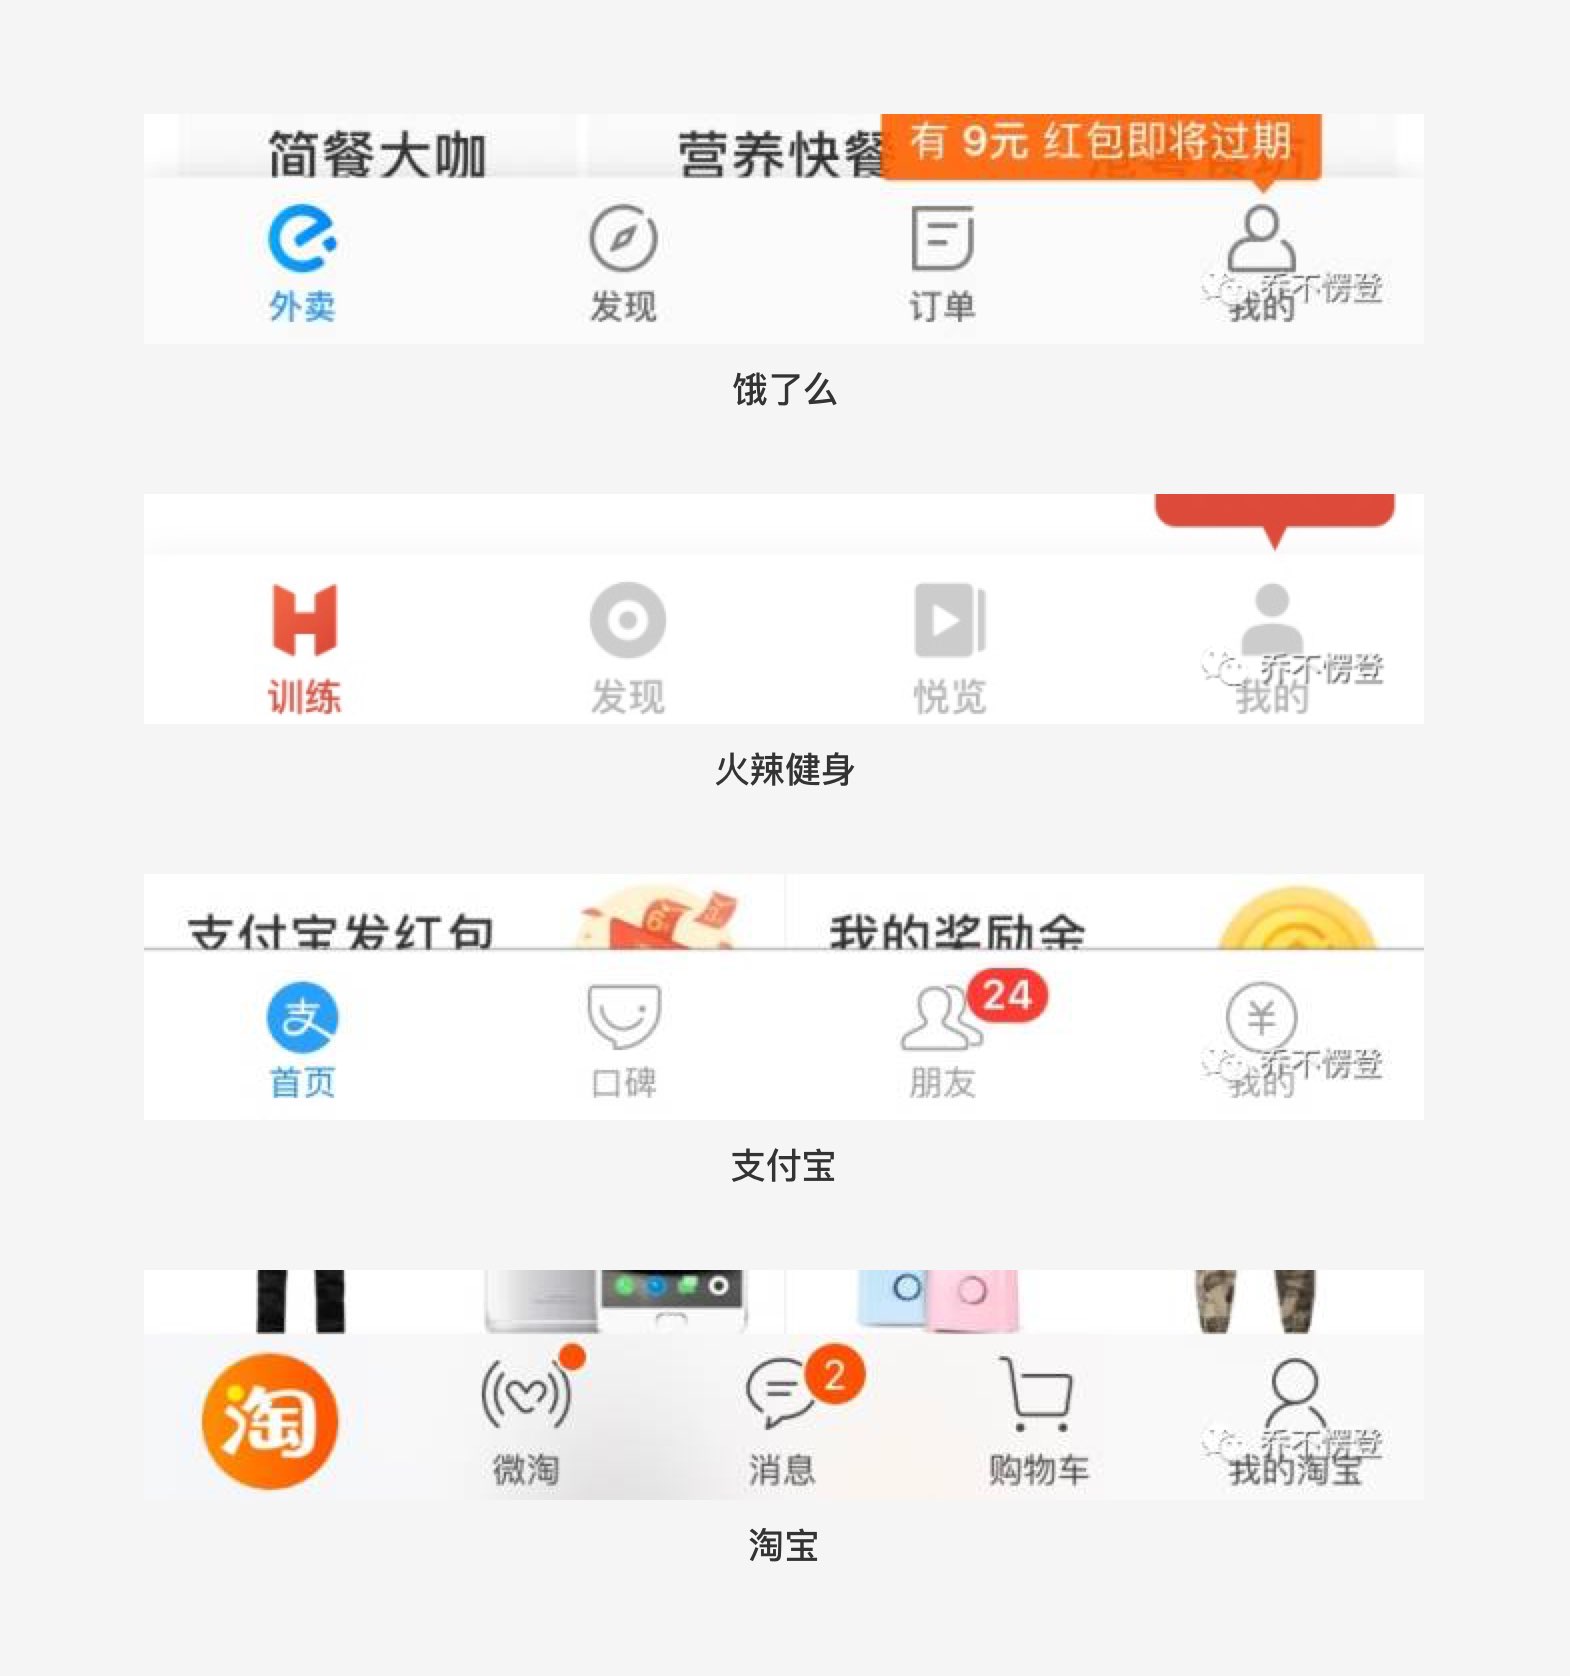 简餐大咖 营养快餐 有 9元 红包即将过期
外卖 发现 订单 我的
乔不愣登
饿了么
训练 发现 悦览 我的
乔不愣登
火辣健身
支付宝发红包 我的奖励金
支 24 ¥
首页 口碑 朋友 我的
乔不愣登
支付宝
淘 2
微淘 消息 购物车 我的淘宝
乔不愣登
淘宝